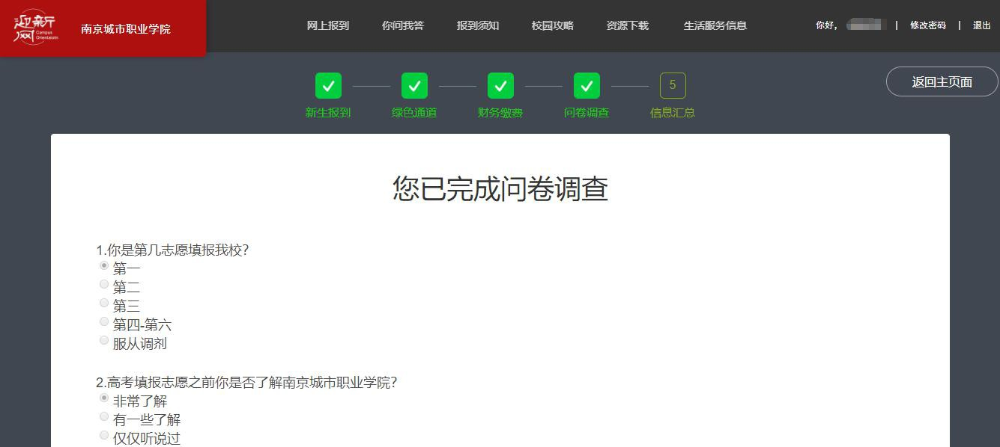 迎新网
Campus
Orientaiotn
南京城市职业学院
网上报到 你问我答 报到须知 校园攻略 资源下载 生活服务信息
你好， | 修改密码 | 退出
返回主页面
5
新生报到 绿色通道 财务缴费 问卷调查 信息汇总
您已完成问卷调查
1.你是第几志愿填报我校？
第一
第二
第三
第四-第六
服从调剂
2.高考填报志愿之前你是否了解南京城市职业学院？
非常了解
有一些了解
仅仅听说过